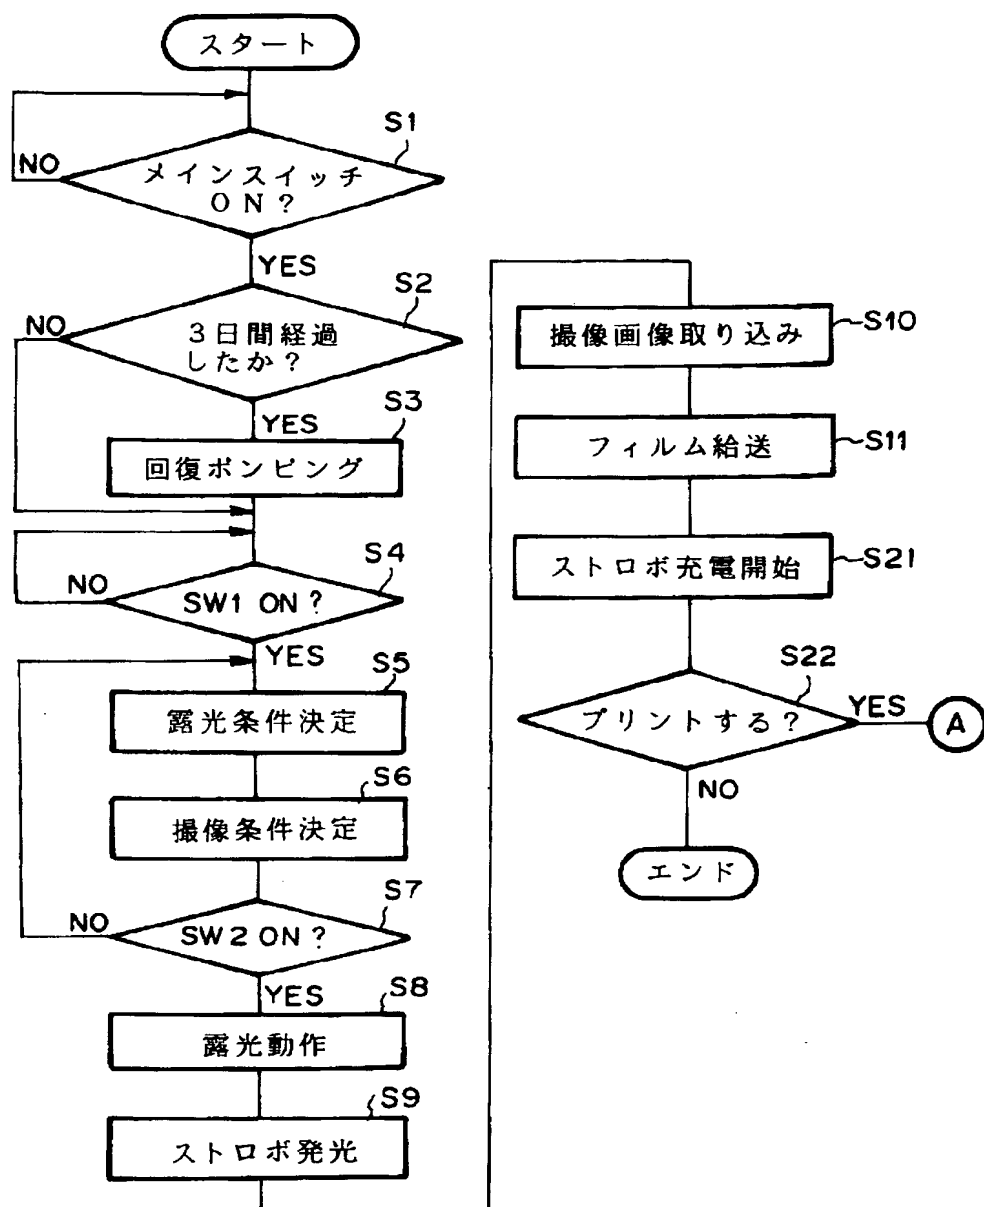 スタート
S1
NO
メインスイッチ
ON?
YES
S2
NO
3日間経過
したか?
YES
S3
回復ポンピング
S4
NO
SW1 ON?
YES
S5
露光条件決定
S6
撮像条件決定
S7
NO
SW2 ON?
YES
S8
露光動作
S9
ストロボ発光
S10
撮像画像取り込み
S11
フィルム給送
S21
ストロボ充電開始
S22
プリントする?
YES
A
NO
エンド